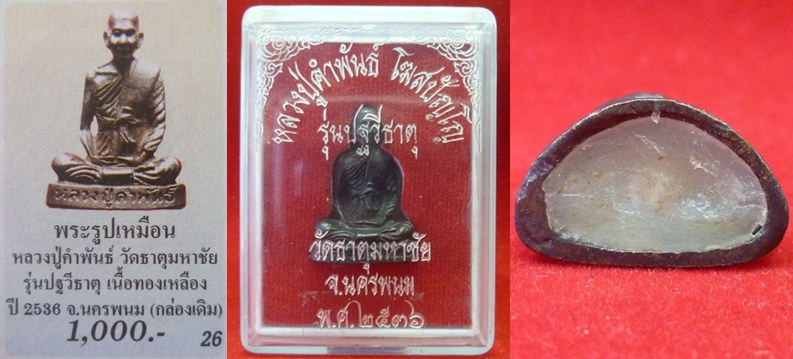 หลวงปู่คำพันธ์
พระรูปเหมือน
หลวงปู่คำพันธ์ วัดธาตุมหาชัย
รุ่นปฐวีธาตุ เนื้อทองเหลือง
ปี 2536 จ.นครพนม (กล่องเดิม)
1,000.- 26
หลวงปู่คำพันธ์ โฆสปัญโญ
รุ่นปฐวีธาตุ
วัดธาตุมหาชัย
จ.นครพนม
พ.ศ.๒๕๓๖